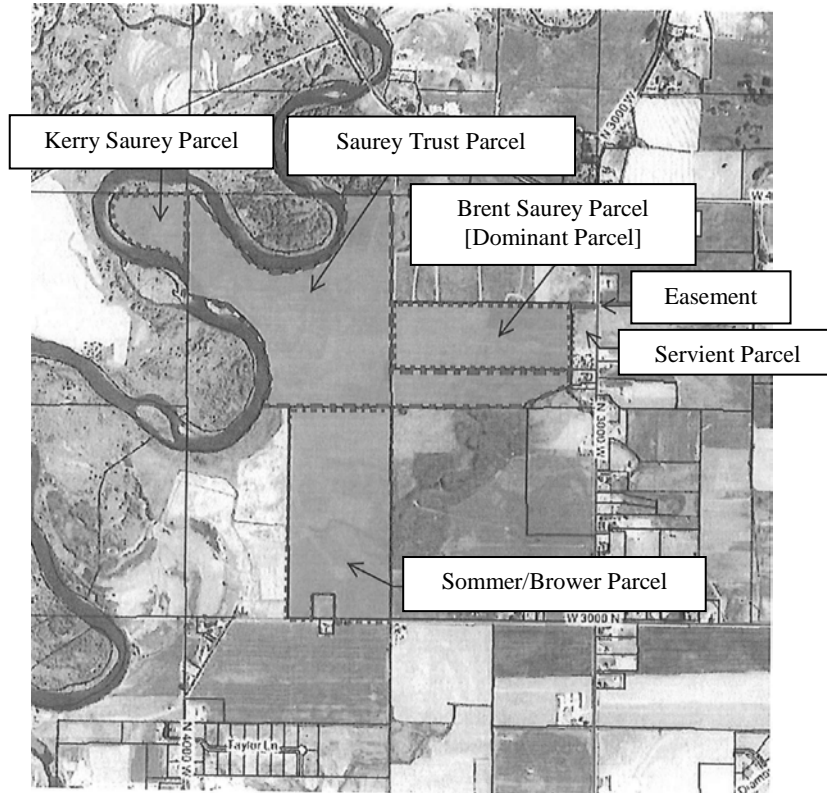 N 3000 W
Kerry Saurey Parcel
Saurey Trust Parcel
Brent Saurey Parcel
[Dominant Parcel]
Easement
Servient Parcel
N 3000 W
Sommer/Brower Parcel
W 3000 N
N 4000 W
Taylor Ln